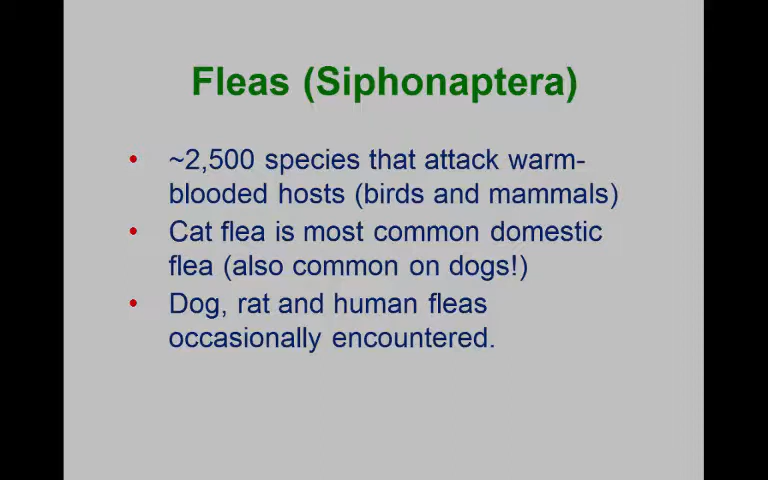 Fleas (Siphonaptera)
• ~2,500 species that attack warm-
blooded hosts (birds and mammals)
• Cat flea is most common domestic
flea (also common on dogs!)
• Dog, rat and human fleas
occasionally encountered.